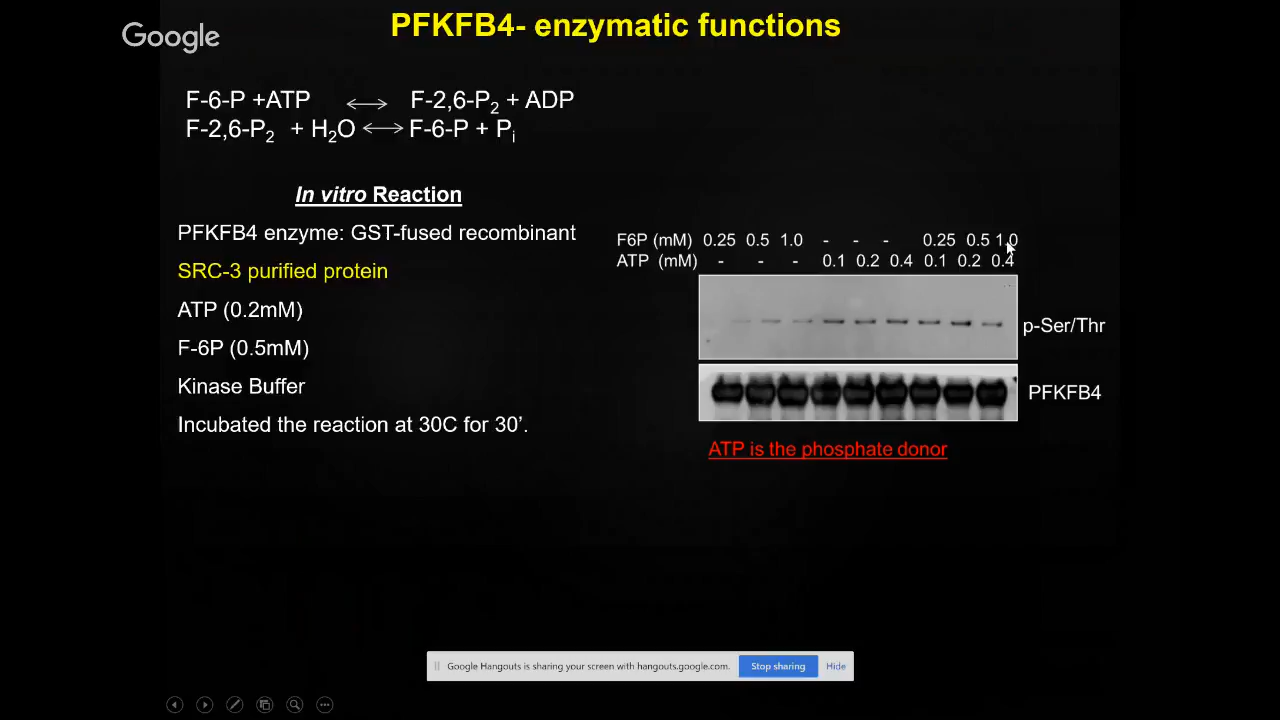 PFKFB4- enzymatic functions
Google
F-6-P +ATP ⟷ F-2,6-P2 + ADP
F-2,6-P2 + H2O ⟷ F-6-P + Pi
In vitro Reaction
PFKFB4 enzyme: GST-fused recombinant
SRC-3 purified protein
ATP (0.2mM)
F-6P (0.5mM)
Kinase Buffer
Incubated the reaction at 30C for 30’.
F6P (mM) 0.25 0.5 1.0 - - - 0.25 0.5 1.0
ATP (mM) - - - 0.1 0.2 0.4 0.1 0.2 0.4
p-Ser/Thr
PFKFB4
ATP is the phosphate donor
Google Hangouts is sharing your screen with hangouts.google.com. Stop sharing Hide